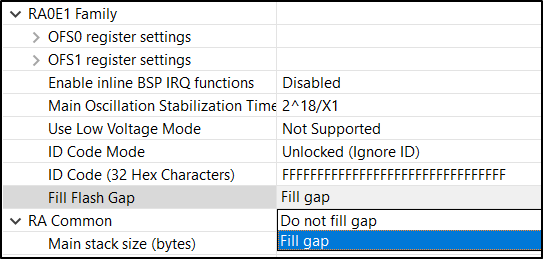 RA0E1 Family
OFS0 register settings
OFS1 register settings
Enable inline BSP IRQ functions Disabled
Main Oscillation Stabilization Time 2^18/X1
Use Low Voltage Mode Not Supported
ID Code Mode Unlocked (Ignore ID)
ID Code (32 Hex Characters) FFFFFFFFFFFFFFFFFFFFFFFFFFFFFFFF
Fill Flash Gap Fill gap
RA Common Do not fill gap
Main stack size (bytes) Fill gap